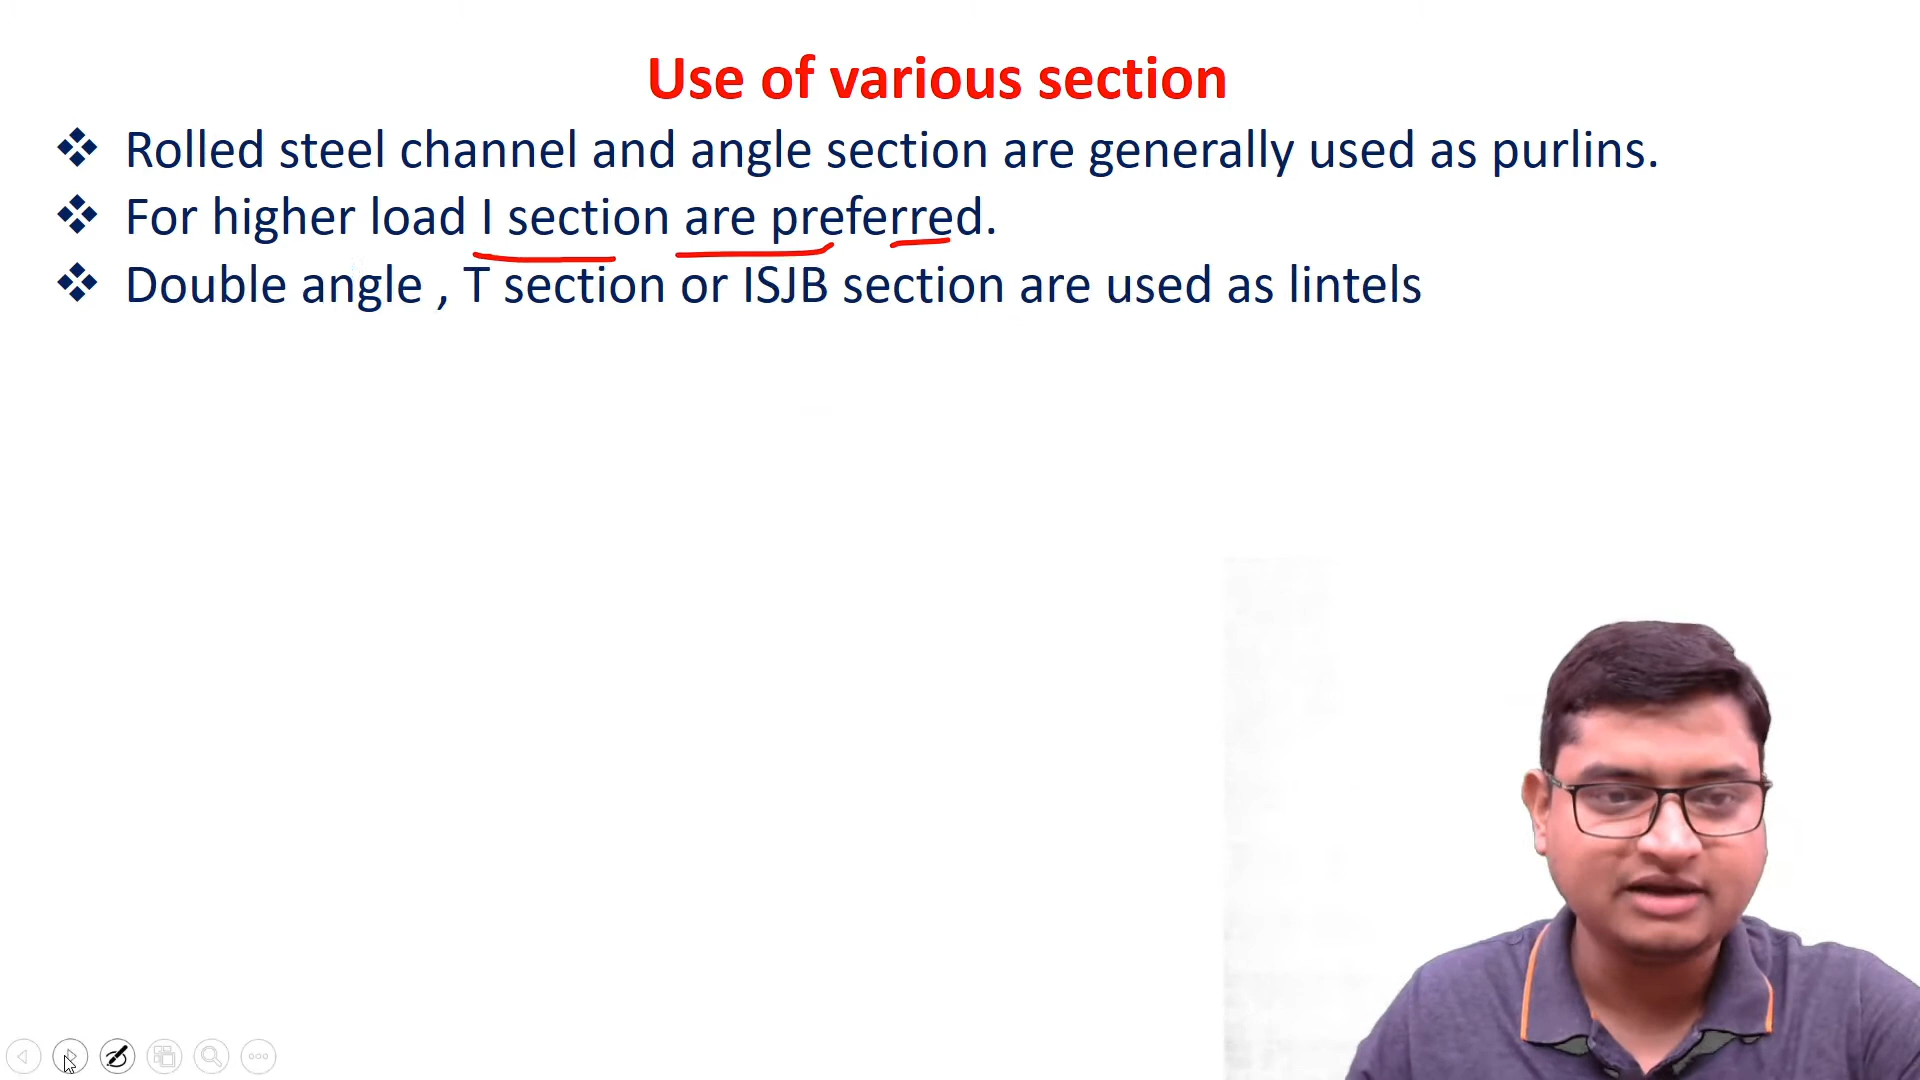 Use of various section
❖ Rolled steel channel and angle section are generally used as purlins.
❖ For higher load I section are preferred.
❖ Double angle , T section or ISJB section are used as lintels